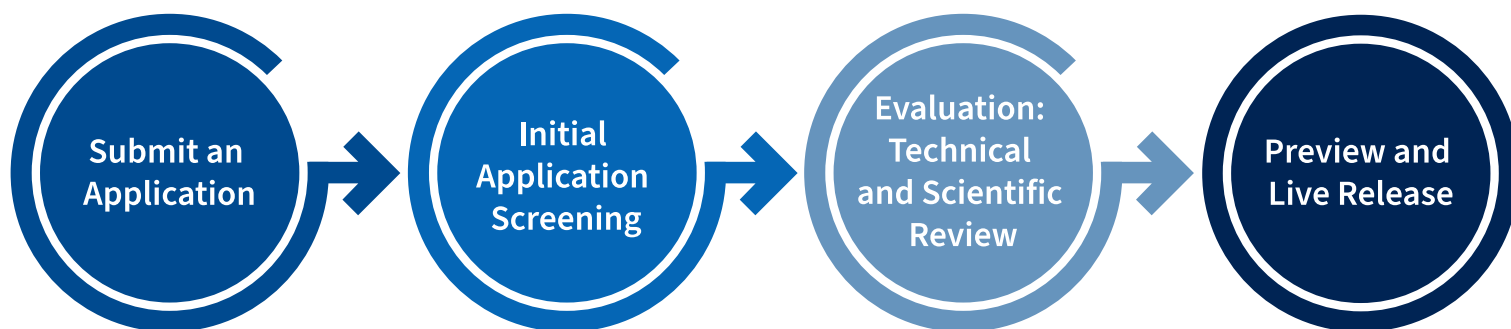 Submit an
Application
Initial
Application
Screening
Evaluation:
Technical
and Scientific
Review
Preview and
Live Release